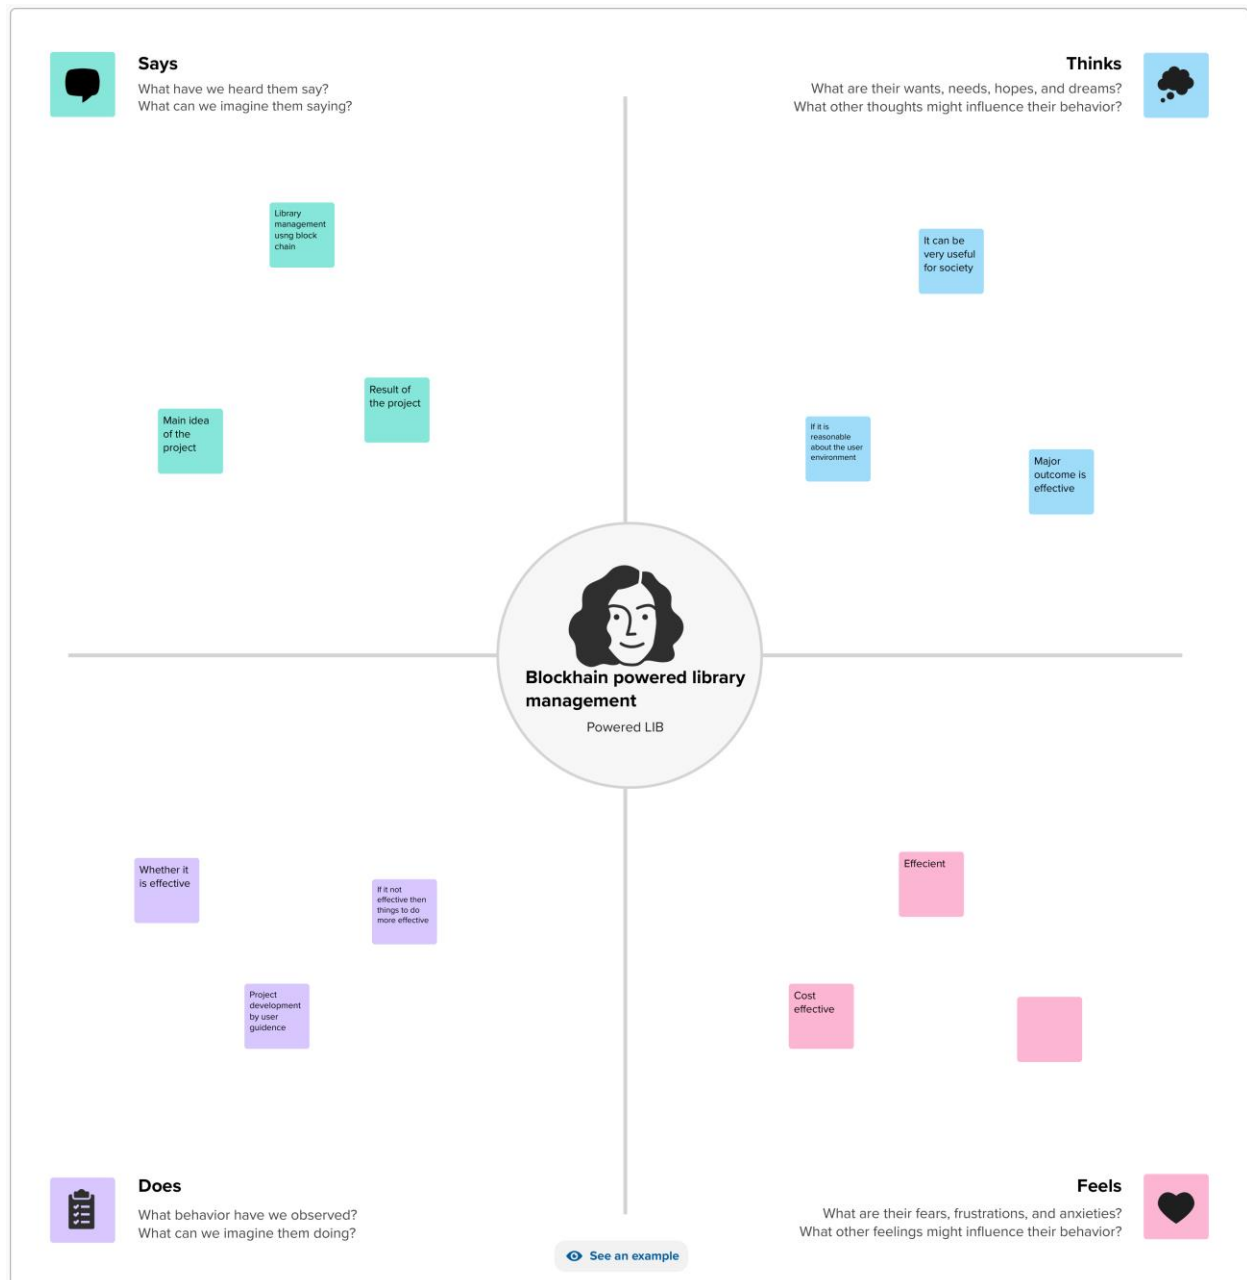 Says
What have we heard them say?
What can we imagine them saying?
Thinks
What are their wants, needs, hopes, and dreams?
What other thoughts might influence their behavior?
Library
management
usng block
chain
It can be
very useful
for society
Result of
the project
Main idea
of the
project
If it is
reasonable
about the user
environment
Major
outcome is
effective
Blockhain powered library
management
Powered LIB
Whether it
is effective
If it not
effective then
things to do
more effective
Project
development
by user
guidence
Effecient
Cost
effective
Does
What behavior have we observed?
What can we imagine them doing?
Feels
What are their fears, frustrations, and anxieties?
What other feelings might influence their behavior?
See an example